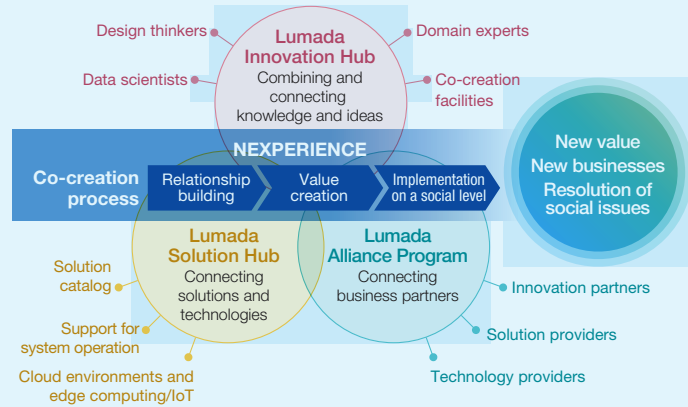 Design thinkers
Data scientists
Lumada
Innovation Hub
Combining and
connecting
knowledge and ideas
Domain experts
Co-creation
facilities
NEXPERIENCE
Co-creation
process
Relationship
building
Value
creation
Implementation
on a social level
New value
New businesses
Resolution of
social issues
Lumada
Solution Hub
Connecting
solutions and
technologies
Lumada
Alliance Program
Connecting
business partners
Solution
catalog
Support for
system operation
Cloud environments and
edge computing/IoT
Innovation partners
Solution providers
Technology providers